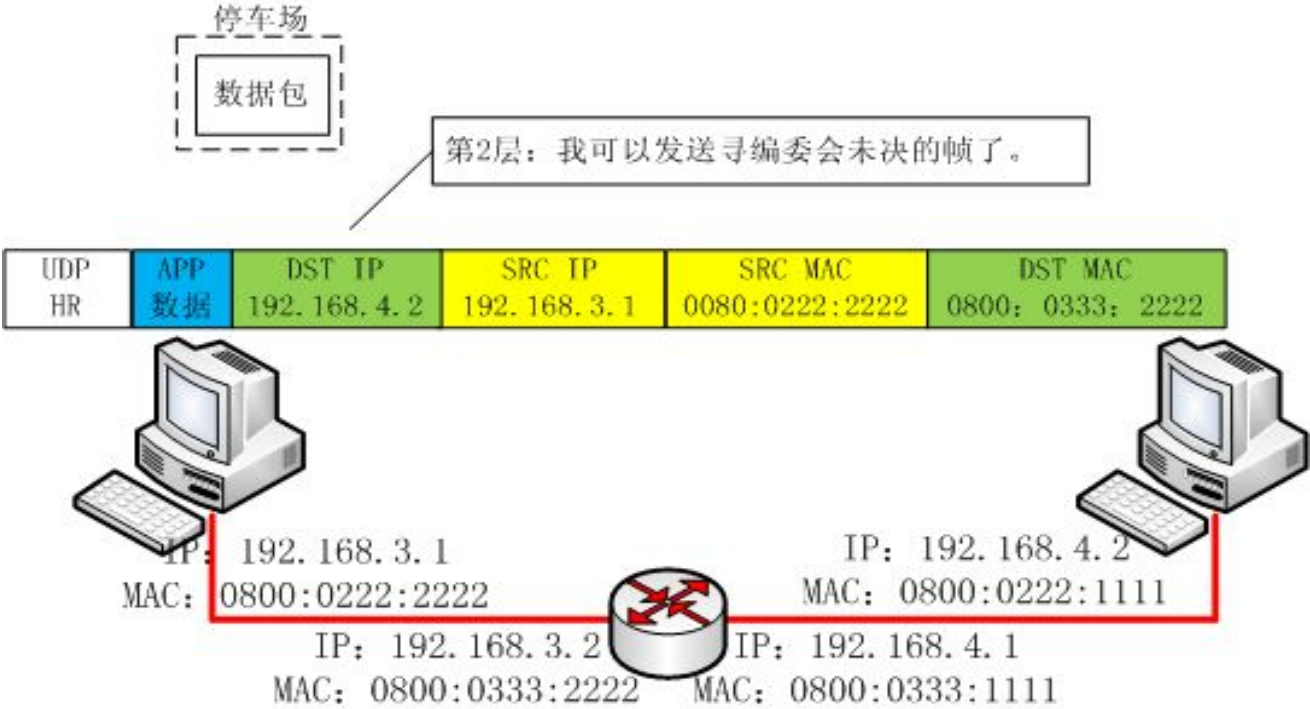 停车场
数据包
第2层：我可以发送寻编委会未决的帧了。
UDP HR
APP 数据
DST IP 192.168.4.2
SRC IP 192.168.3.1
SRC MAC 0080:0222:2222
DST MAC 0800：0333：2222
IP：192.168.3.1
MAC：0800:0222:2222
IP：192.168.4.2
MAC：0800:0222:1111
IP：192.168.3.2
MAC：0800:0333:2222
IP：192.168.4.1
MAC：0800:0333:1111